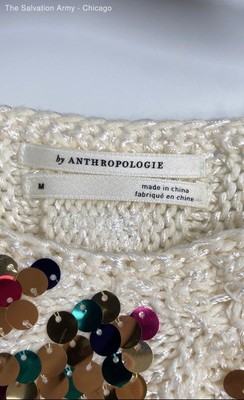 The Salvation Army - Chicago
by ANTHROPOLOGIE
M
made in china
fabriqué en chine